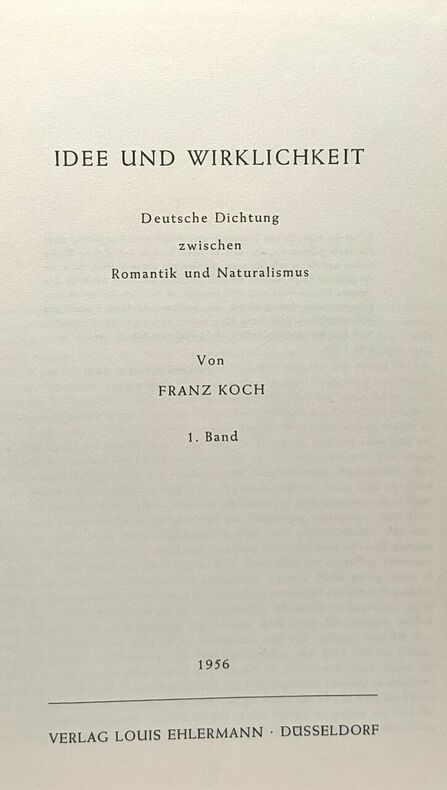 IDEE UND WIRKLICHKEIT
Deutsche Dichtung
zwischen
Romantik und Naturalismus
Von
FRANZ KOCH
1. Band
1956
VERLAG LOUIS EHLERMANN · DÜSSELDORF